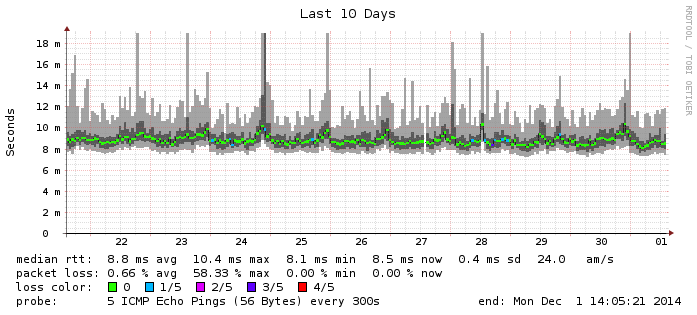 Last 10 Days
RRDTOOL / TOBI OETIKER
Seconds
18 m
16 m
14 m
12 m
10 m
8 m
6 m
4 m
2 m
0
22 23 24 25 26 27 28 29 30 01
median rtt: 8.8 ms avg 10.4 ms max 8.1 ms min 8.5 ms now 0.4 ms sd 24.0 am/s
packet loss: 0.66 % avg 58.33 % max 0.00 % min 0.00 % now
loss color: 0 1/5 2/5 3/5 4/5
probe: 5 ICMP Echo Pings (56 Bytes) every 300s end: Mon Dec 1 14:05:21 2014